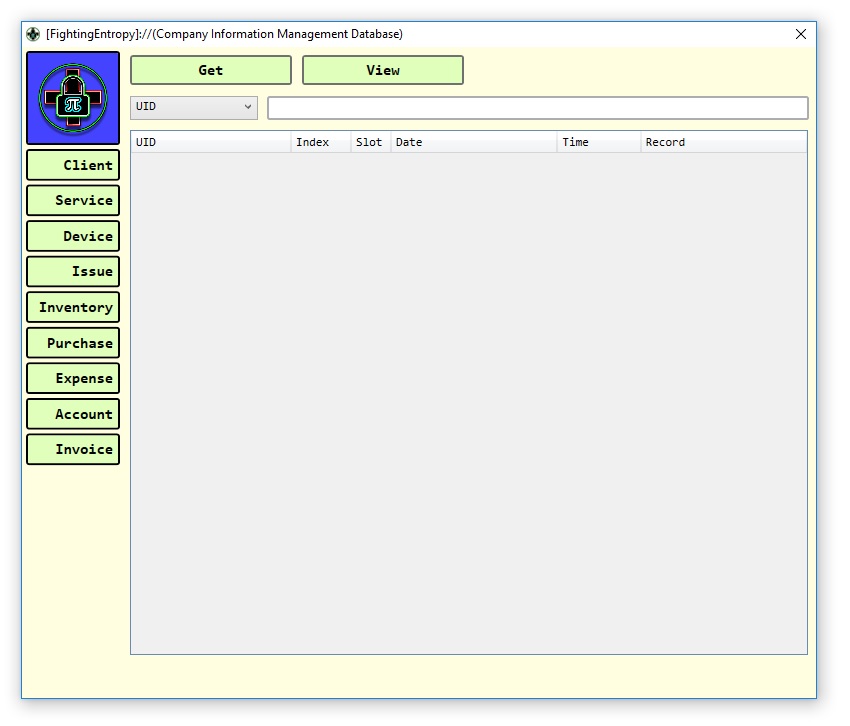 [FightingEntropy]://(Company Information Management Database)
Get View
UID
UID Index Slot Date Time Record
π
Client
Service
Device
Issue
Inventory
Purchase
Expense
Account
Invoice